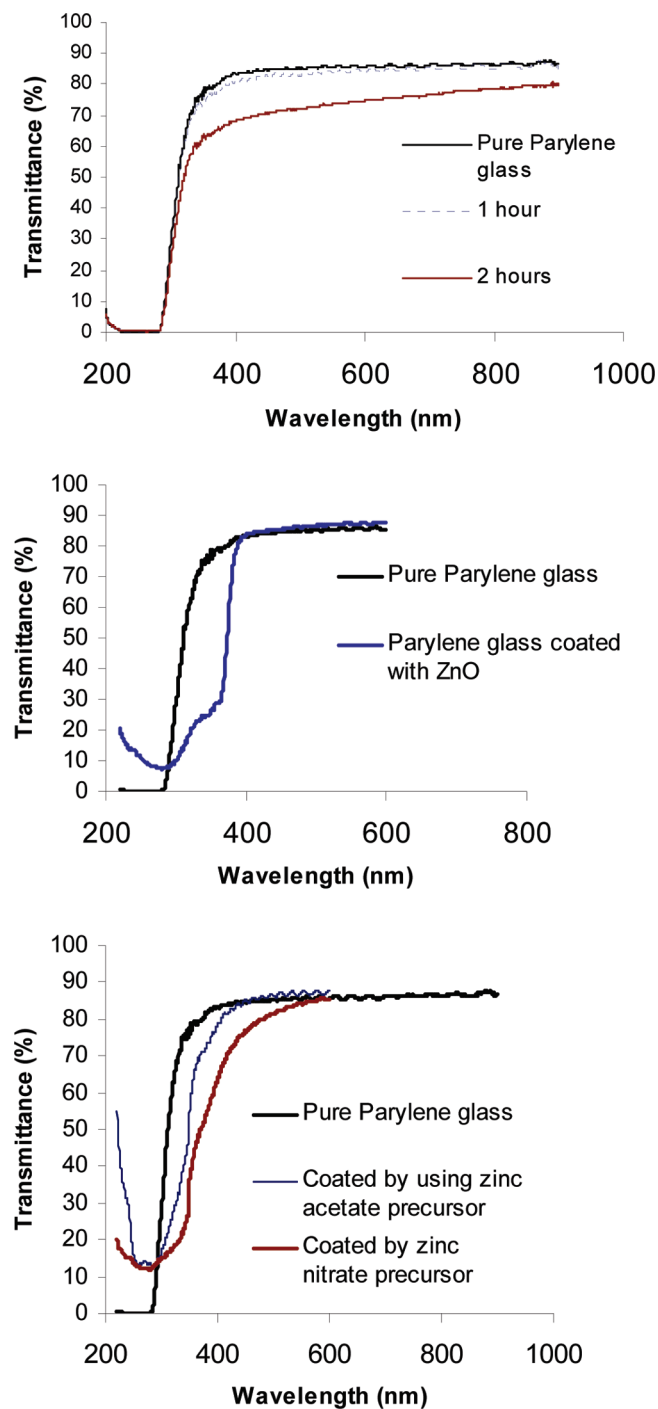 100
90
80
70
60
50
40
30
20
10
0
Transmittance (%)
200 400 600 800 1000
Wavelength (nm)
Pure Parylene
glass
1 hour
2 hours
100
90
80
70
60
50
40
30
20
10
0
Transmittance (%)
200 400 600 800
Wavelength (nm)
Pure Parylene glass
Parylene glass coated
with ZnO
100
90
80
70
60
50
40
30
20
10
0
Transmittance (%)
200 400 600 800 1000
Wavelength (nm)
Pure Parylene glass
Coated by using zinc
acetate precursor
Coated by zinc
nitrate precursor